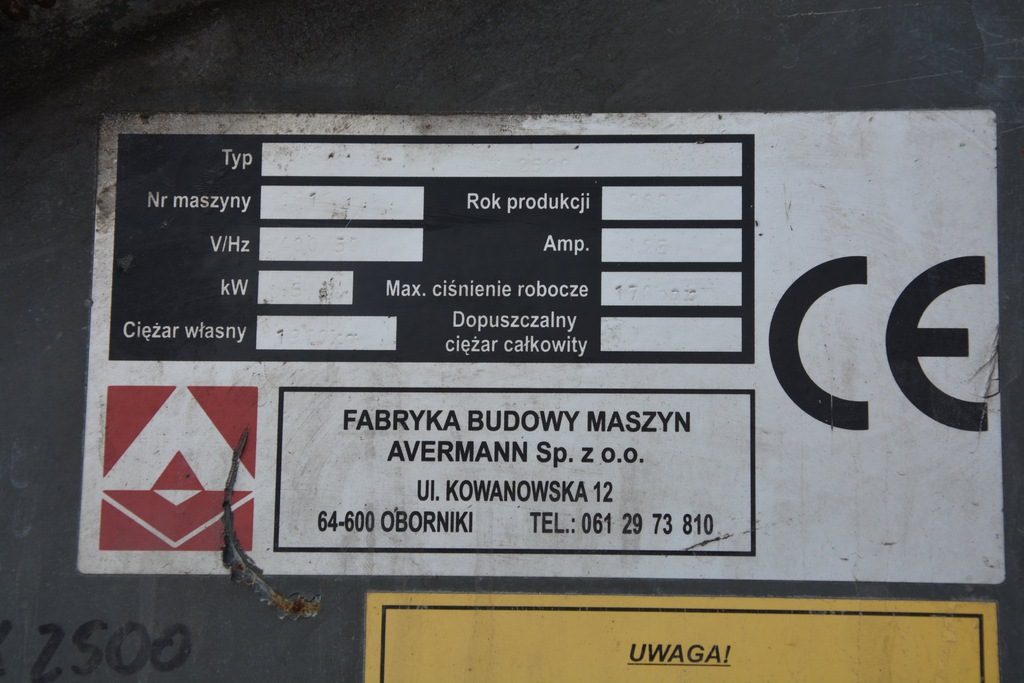 Typ 2500
Nr maszyny
Rok produkcji
V/Hz
Amp.
kW
Max. ciśnienie robocze
Ciężar własny
Dopuszczalny
ciężar całkowity
CE
FABRYKA BUDOWY MASZYN
AVERMANN Sp. z o.o.
Ul. KOWANOWSKA 12
64-600 OBORNIKI TEL.: 061 29 73 810
2500
UWAGA!